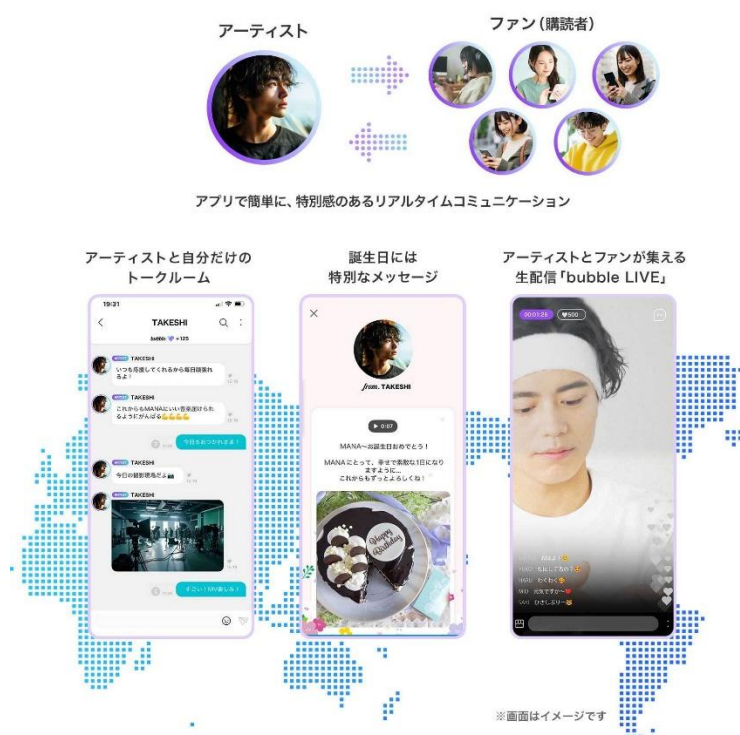 アーティスト
ファン（購読者）
アプリで簡単に、特別感のあるリアルタイムコミュニケーション
アーティストと自分だけの
トークルーム
19:31
TAKESHI
bubble 💜 + 125
TAKESHI
いつも応援してくれるから毎日頑張れ
るよ！
TAKESHI
これからもMANAにいい音楽届けられ
るようにがんばる💪💪💪💪
今日もおつかれさま！
TAKESHI
今日の撮影現場だよ📷
TAKESHI
すごい！MV楽しみ！
誕生日には
特別なメッセージ
from. TAKESHI
0:07
MANA〜お誕生日おめでとう！
MANAにとって、幸せで素敵な1日になり
ますように...
これからもずっとよろしくね！
Happy
Birthday
アーティストとファンが集える
生配信「bubble LIVE」
00:01:26
♥500
HARU わくわく🥰
MIO 元気ですか〜❤️
ひさしぶりー
※画面はイメージです